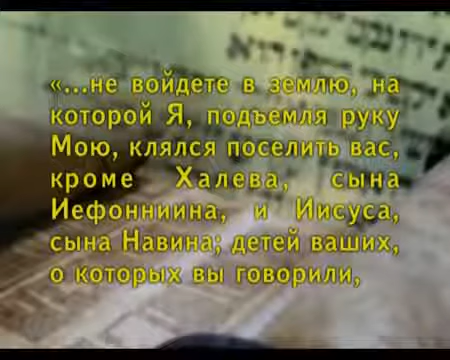 «...не войдете в землю, на
которой Я, подъемля руку
Мою, клялся поселить вас,
кроме Халева, сына
Иефонниина, и Иисуса,
сына Навина; детей ваших,
о которых вы говорили,